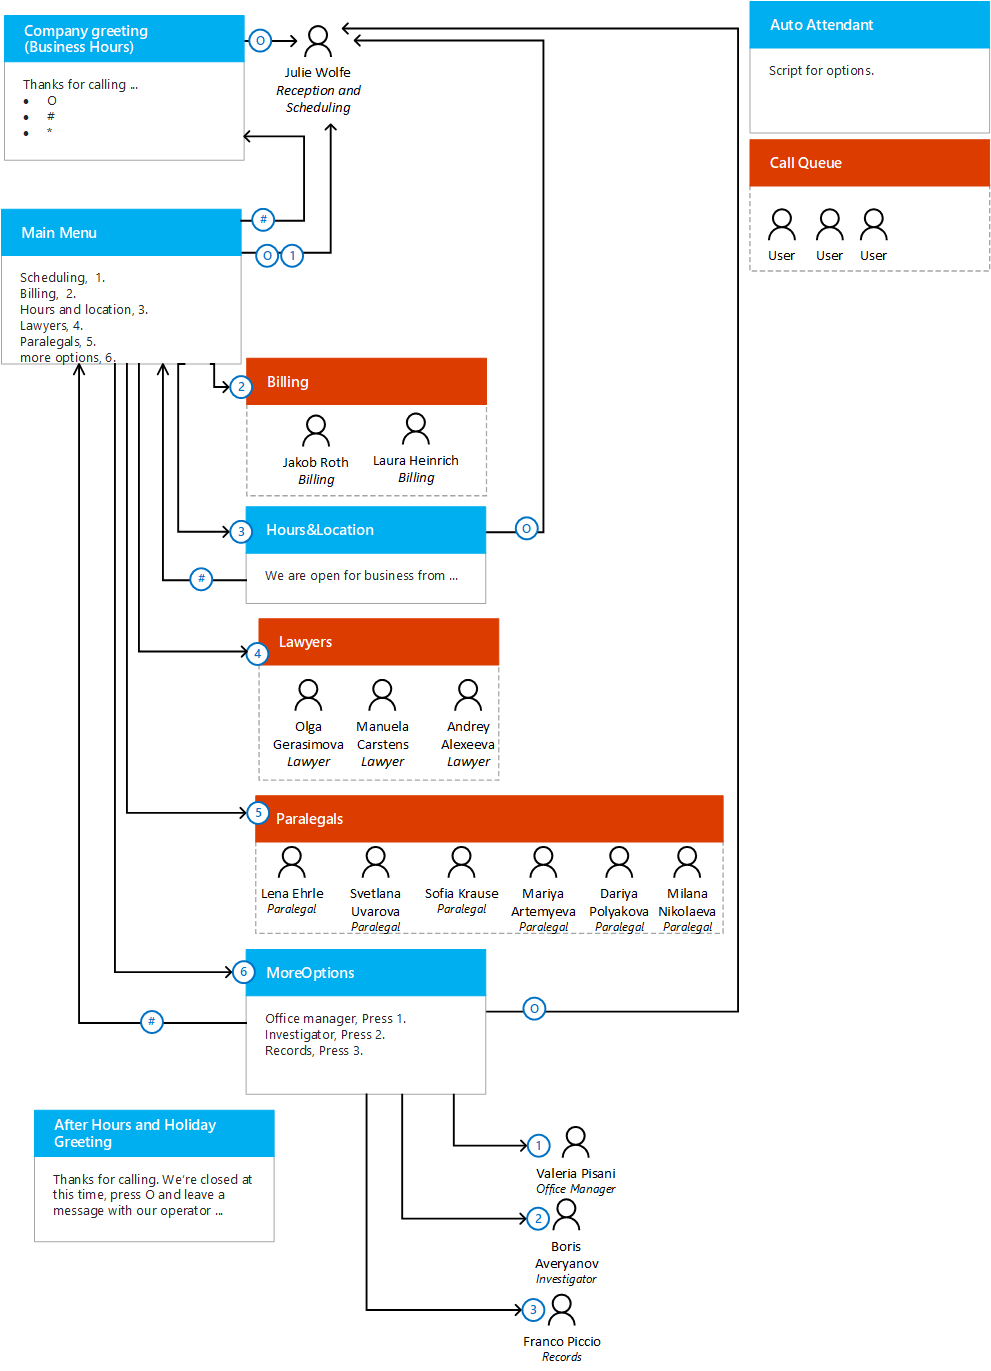 Company greeting
(Business Hours)
Thanks for calling ...
• O
• #
• *
O
Julie Wolfe
Reception and
Scheduling
Auto Attendant
Script for options.
Call Queue
User User User
#
Main Menu
O 1
Scheduling, 1.
Billing, 2.
Hours and location, 3.
Lawyers, 4.
Paralegals, 5.
more options, 6.
2
Billing
Jakob Roth
Billing
Laura Heinrich
Billing
3
Hours&Location
O
#
We are open for business from ...
4
Lawyers
Olga
Gerasimova
Lawyer
Manuela
Carstens
Lawyer
Andrey
Alexeeva
Lawyer
5
Paralegals
Lena Ehrle
Paralegal
Svetlana
Uvarova
Paralegal
Sofia Krause
Paralegal
Mariya
Artemyeva
Paralegal
Dariya
Polyakova
Paralegal
Milana
Nikolaeva
Paralegal
6
MoreOptions
O
#
Office manager, Press 1.
Investigator, Press 2.
Records, Press 3.
After Hours and Holiday
Greeting
Thanks for calling. We're closed at
this time, press O and leave a
message with our operator ...
1
Valeria Pisani
Office Manager
2
Boris
Averyanov
Investigator
3
Franco Piccio
Records